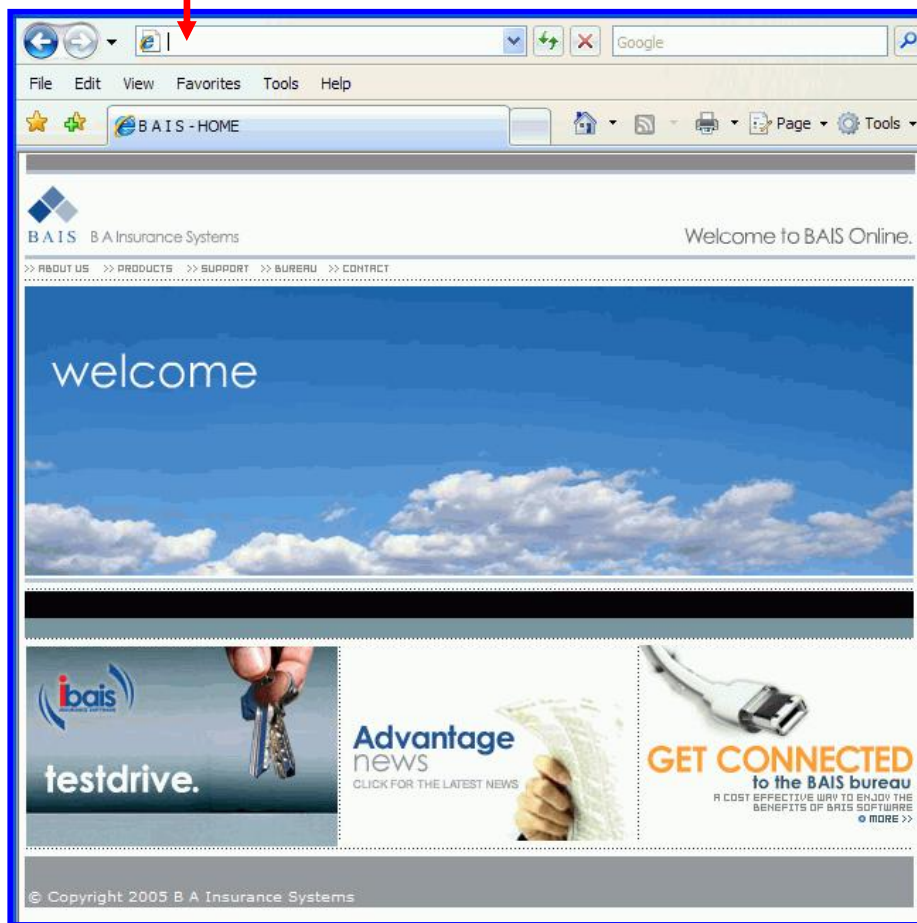 Google
File Edit View Favorites Tools Help
B A I S - HOME
Page Tools
BAIS B A Insurance Systems
Welcome to BAIS Online.
>> ABOUT US >> PRODUCTS >> SUPPORT >> BUREAU >> CONTACT
welcome
ibais
INSURANCE SOFTWARE
testdrive.
Advantage
news
CLICK FOR THE LATEST NEWS
GET CONNECTED
to the BAIS bureau
A COST EFFECTIVE WAY TO ENJOY THE
BENEFITS OF BAIS SOFTWARE
MORE >>
© Copyright 2005 B A Insurance Systems